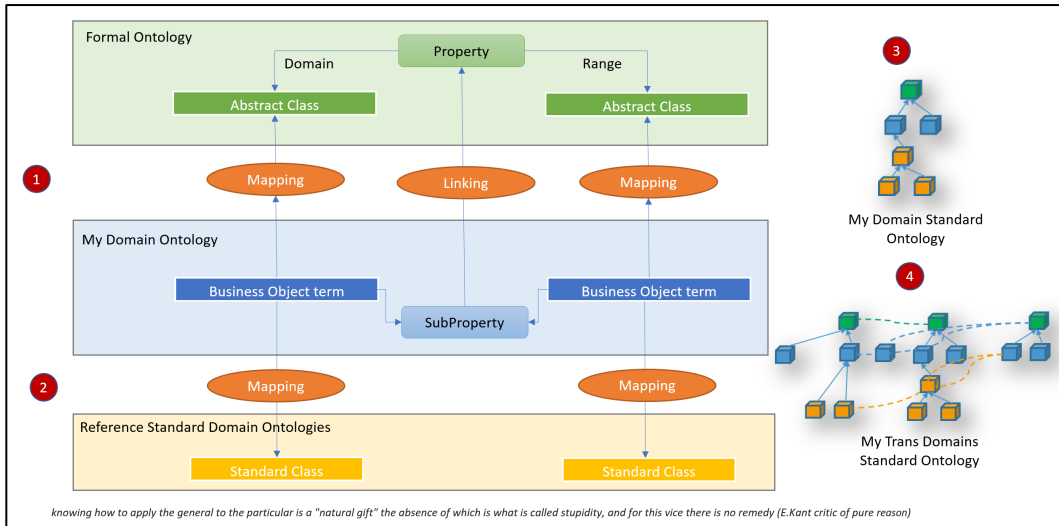 Formal Ontology
Property
Domain
Range
Abstract Class
Abstract Class
1
Mapping
Linking
Mapping
My Domain Ontology
Business Object term
Business Object term
SubProperty
2
Mapping
Mapping
Reference Standard Domain Ontologies
Standard Class
Standard Class
3
My Domain Standard
Ontology
4
My Trans Domains
Standard Ontology
knowing how to apply the general to the particular is a "natural gift" the absence of which is what is called stupidity, and for this vice there is no remedy (E.Kant critic of pure reason)